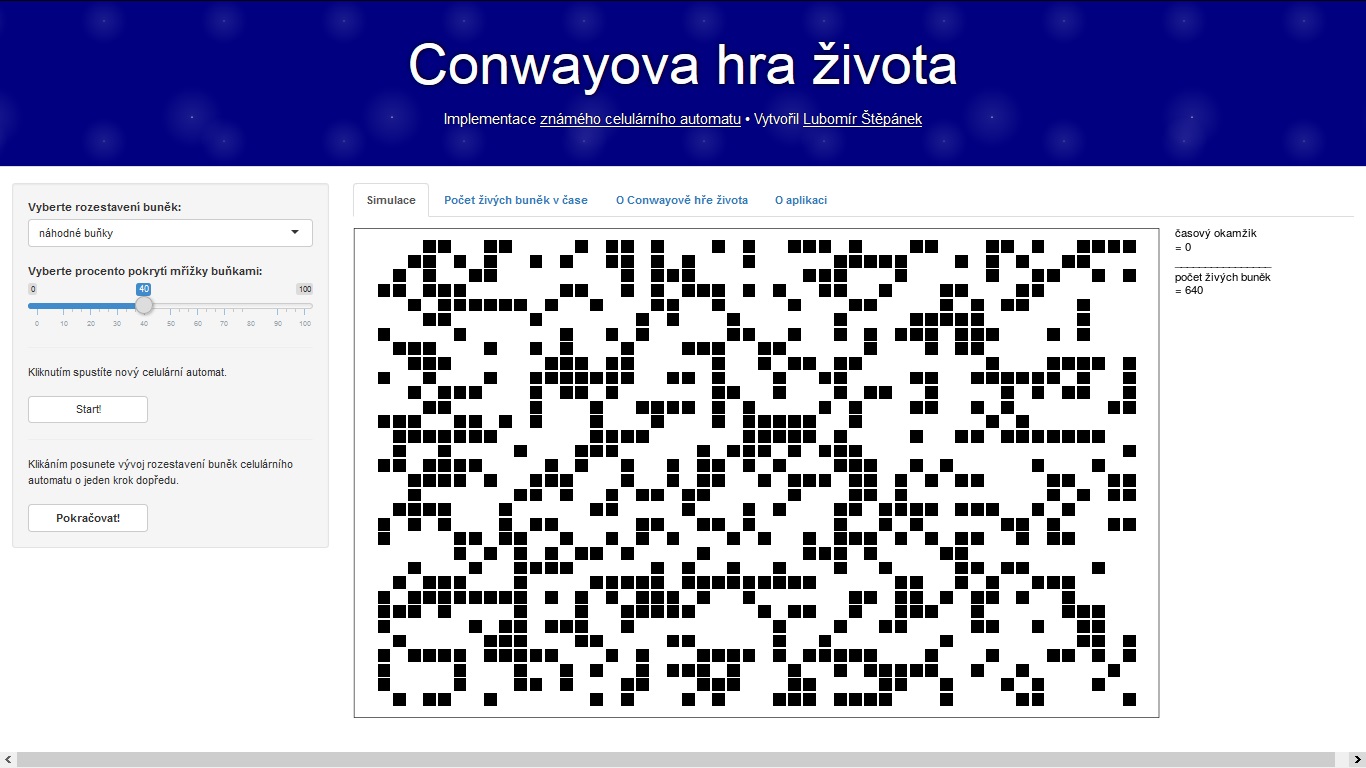 Conwayova hra života
Implementace známého celulárního automatu • Vytvořil Lubomír Štěpánek
Vyberte rozestavení buněk:
náhodné buňky
Vyberte procento pokrytí mřížky buňkami:
0 40 100
0 10 20 30 40 50 60 70 80 90 100
Kliknutím spustíte nový celulární automat.
Start!
Klikáním posunete vývoj rozestavení buněk celulárního
automatu o jeden krok dopředu.
Pokračovat!
Simulace Počet živých buněk v čase O Conwayově hře života O aplikaci
časový okamžik
= 0
počet živých buněk
= 640